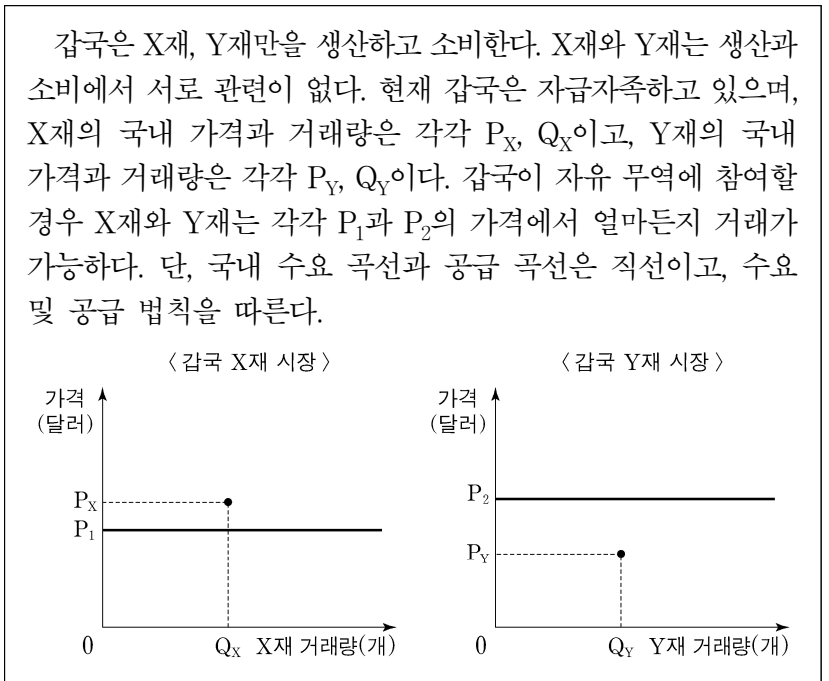 갑국은 X재, Y재만을 생산하고 소비한다. X재와 Y재는 생산과
소비에서 서로 관련이 없다. 현재 갑국은 자급자족하고 있으며,
X재의 국내 가격과 거래량은 각각 P_X, Q_X이고, Y재의 국내
가격과 거래량은 각각 P_Y, Q_Y이다. 갑국이 자유 무역에 참여할
경우 X재와 Y재는 각각 P₁과 P₂의 가격에서 얼마든지 거래가
가능하다. 단, 국내 수요 곡선과 공급 곡선은 직선이고, 수요
및 공급 법칙을 따른다.
〈 갑국 X재 시장 〉
가격
(달러)
P_X
P₁
0 Q_X X재 거래량(개)
〈 갑국 Y재 시장 〉
가격
(달러)
P₂
P_Y
0 Q_Y Y재 거래량(개)